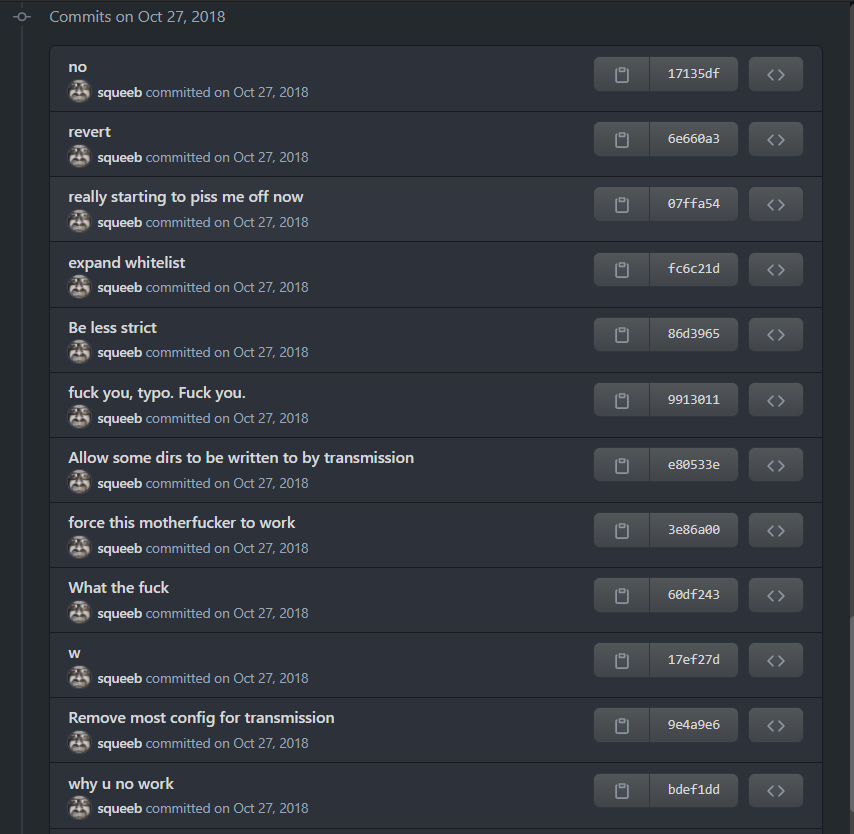 Commits on Oct 27, 2018
no
17135df
squeeb committed on Oct 27, 2018
revert
6e660a3
squeeb committed on Oct 27, 2018
really starting to piss me off now
07ffa54
squeeb committed on Oct 27, 2018
expand whitelist
fc6c21d
squeeb committed on Oct 27, 2018
Be less strict
86d3965
squeeb committed on Oct 27, 2018
fuck you, typo. Fuck you.
9913011
squeeb committed on Oct 27, 2018
Allow some dirs to be written to by transmission
e80533e
squeeb committed on Oct 27, 2018
force this motherfucker to work
3e86a00
squeeb committed on Oct 27, 2018
What the fuck
60df243
squeeb committed on Oct 27, 2018
w
17ef27d
squeeb committed on Oct 27, 2018
Remove most config for transmission
9e4a9e6
squeeb committed on Oct 27, 2018
why u no work
bdef1dd
squeeb committed on Oct 27, 2018